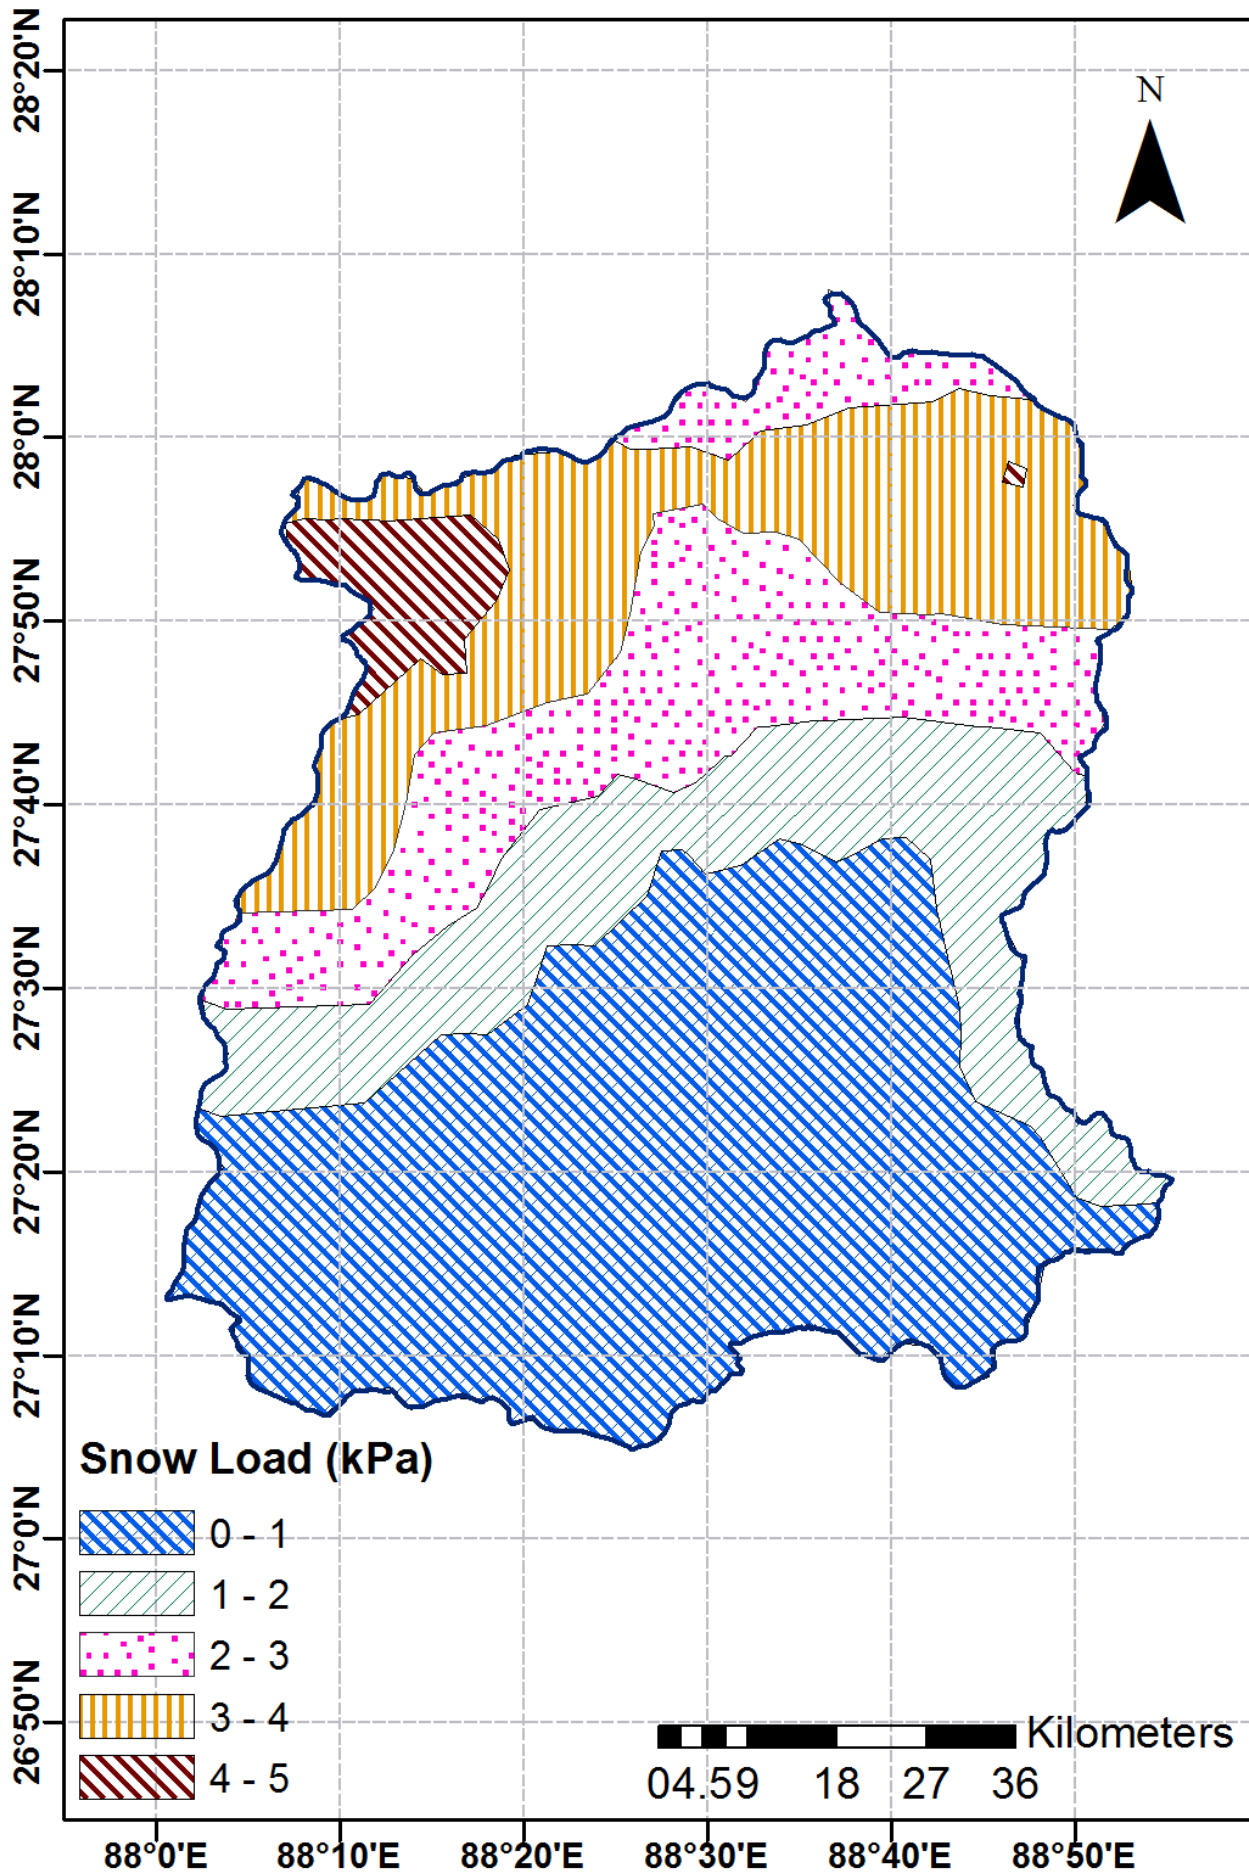 28°20'N
N
28°10'N
28°0'N
27°50'N
27°40'N
27°30'N
27°20'N
27°10'N
27°0'N
26°50'N
Snow Load (kPa)
0 - 1
1 - 2
2 - 3
3 - 4
4 - 5
Kilometers
04.59 18 27 36
88°0'E 88°10'E 88°20'E 88°30'E 88°40'E 88°50'E